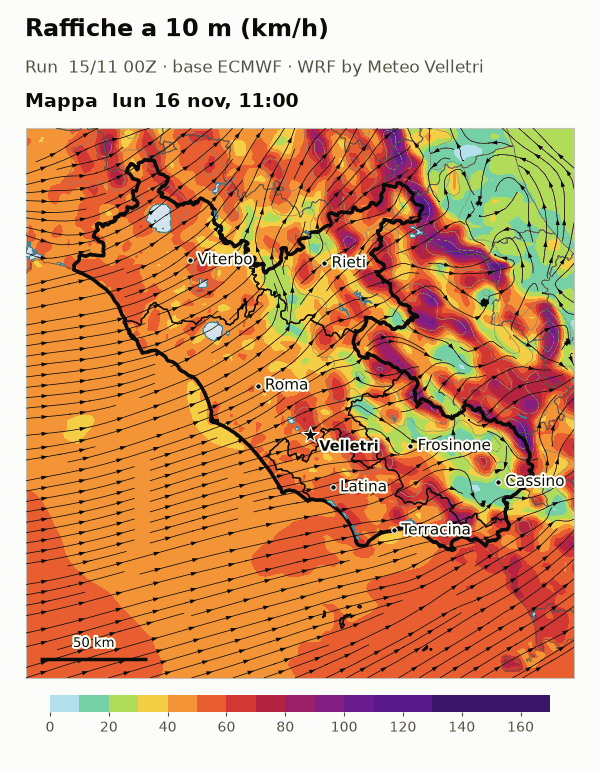 Raffiche a 10 m (km/h)
Run  15/11 00Z · base ECMWF · WRF by Meteo Velletri
Mappa  lun 16 nov, 11:00
Viterbo
Rieti
Roma
Velletri
Frosinone
Cassino
Latina
Terracina
50 km
0 20 40 60 80 100 120 140 160